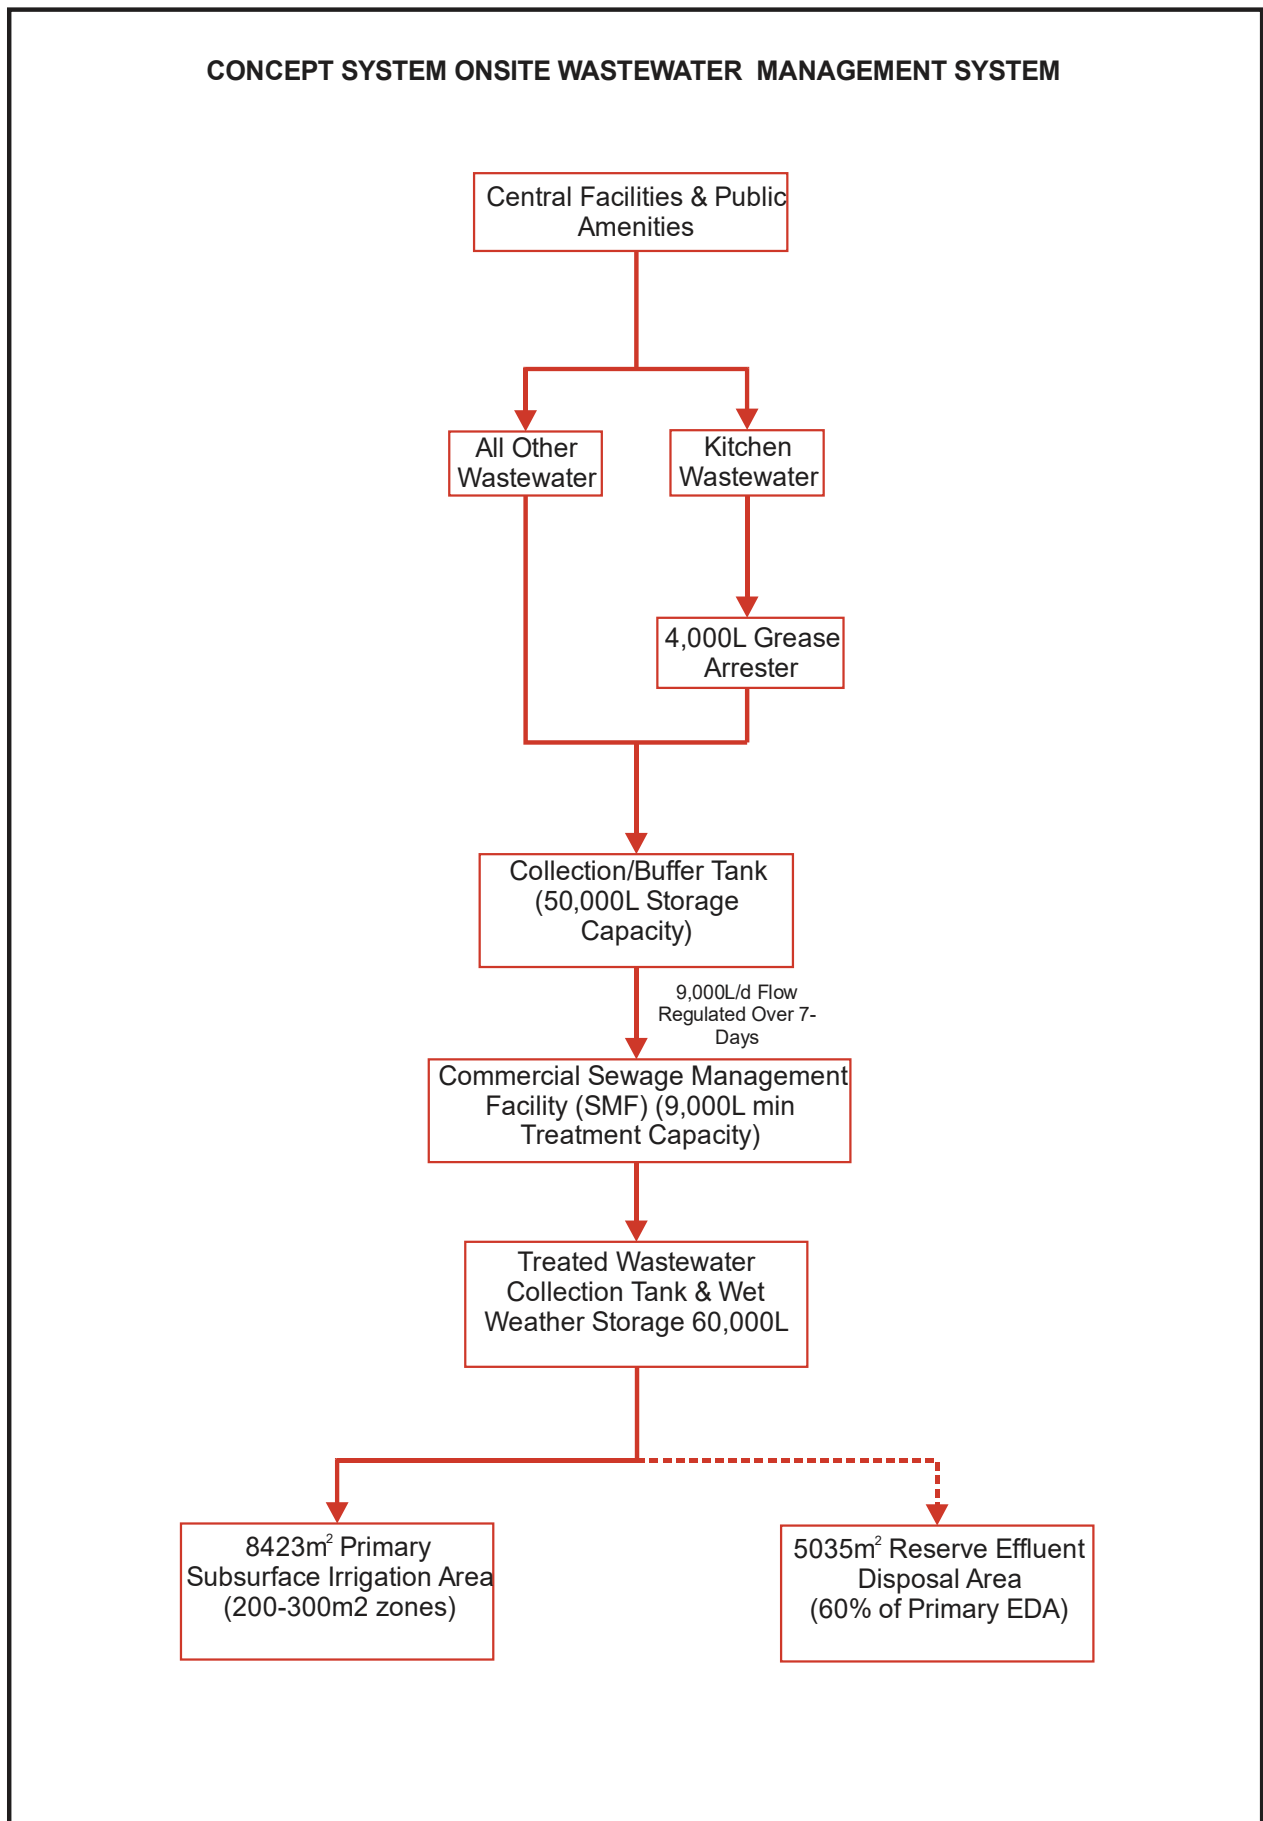 CONCEPT SYSTEM ONSITE WASTEWATER MANAGEMENT SYSTEM
Central Facilities & Public
Amenities
All Other
Wastewater
Kitchen
Wastewater
4,000L Grease
Arrester
Collection/Buffer Tank
(50,000L Storage
Capacity)
9,000L/d Flow
Regulated Over 7-
Days
Commercial Sewage Management
Facility (SMF) (9,000L min
Treatment Capacity)
Treated Wastewater
Collection Tank & Wet
Weather Storage 60,000L
8423m² Primary
Subsurface Irrigation Area
(200-300m2 zones)
5035m² Reserve Effluent
Disposal Area
(60% of Primary EDA)